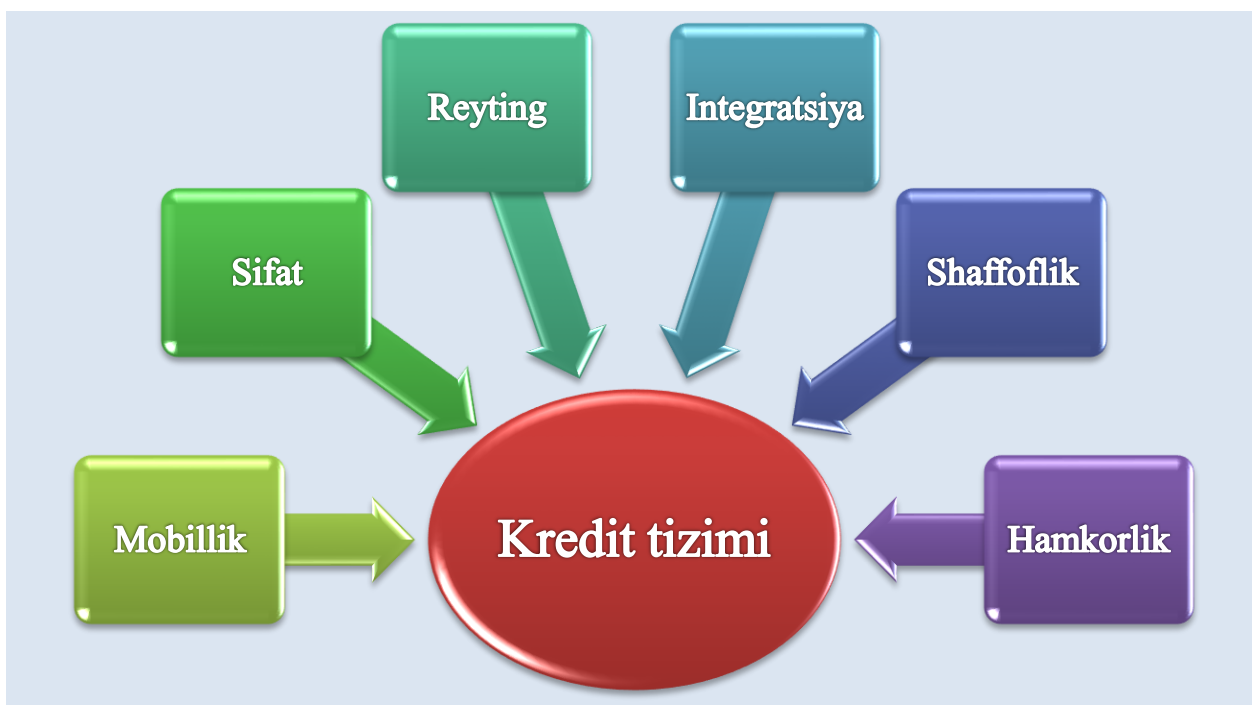 Reyting
Integratsiya
Sifat
Shaffoflik
Mobillik
Kredit tizimi
Hamkorlik